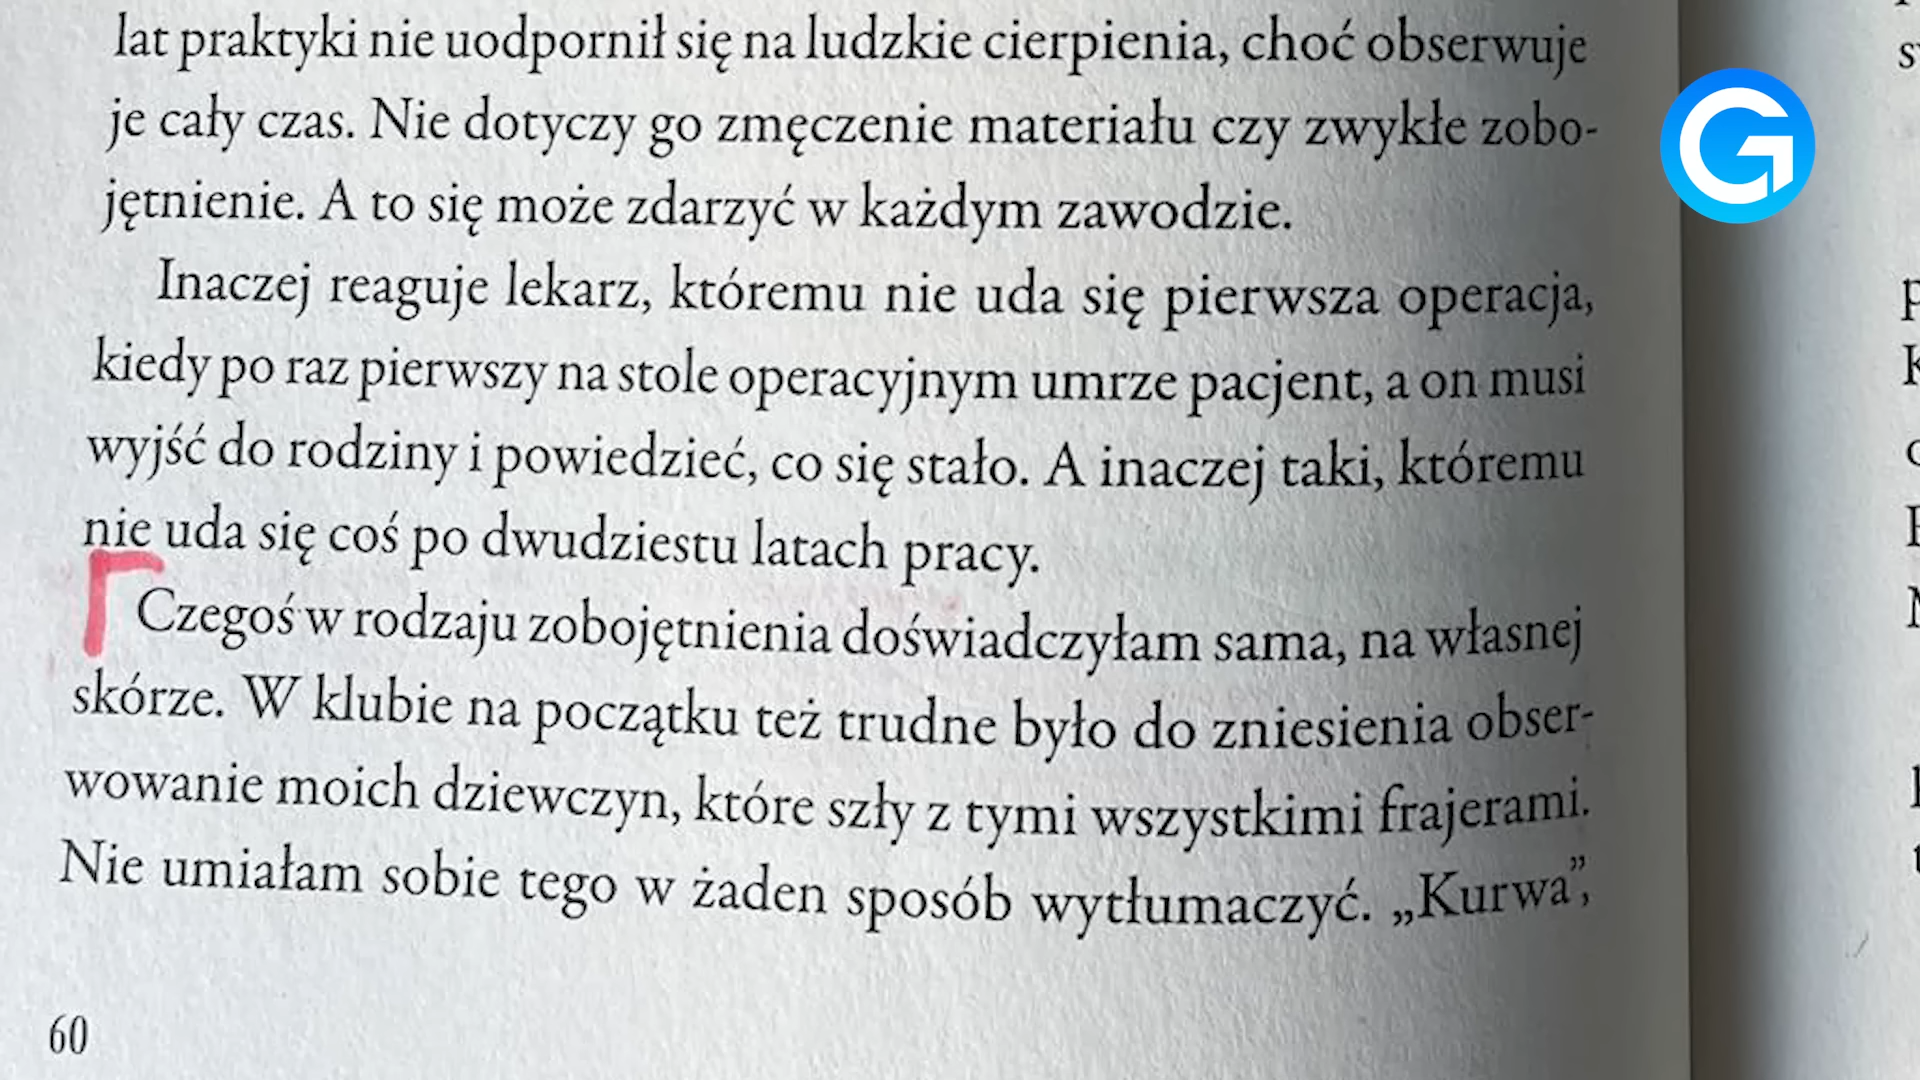 lat praktyki nie uodpornił się na ludzkie cierpienia, choć obserwuje
je cały czas. Nie dotyczy go zmęczenie materiału czy zwykłe zobo-
jętnienie. A to się może zdarzyć w każdym zawodzie.
Inaczej reaguje lekarz, któremu nie uda się pierwsza operacja,
kiedy po raz pierwszy na stole operacyjnym umrze pacjent, a on musi
wyjść do rodziny i powiedzieć, co się stało. A inaczej taki, któremu
nie uda się coś po dwudziestu latach pracy.
Czegoś w rodzaju zobojętnienia doświadczyłam sama, na własnej
skórze. W klubie na początku też trudne było do zniesienia obser-
wowanie moich dziewczyn, które szły z tymi wszystkimi frajerami.
Nie umiałam sobie tego w żaden sposób wytłumaczyć. „Kurwa”,
60
G